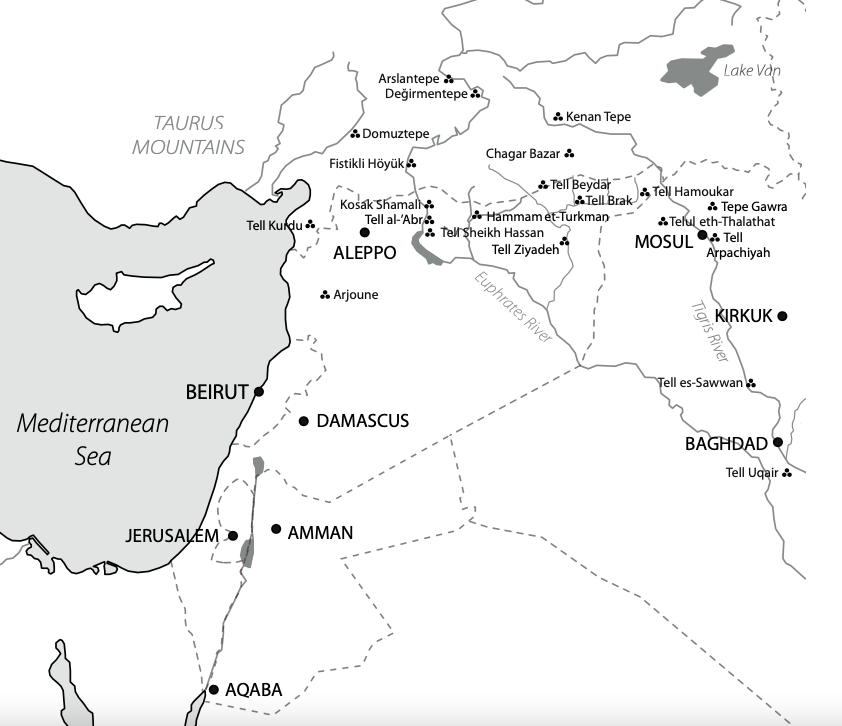 Lake Van
Arslantepe
Değirmentepe
Kenan Tepe
TAURUS
MOUNTAINS
Domuztepe
Chagar Bazar
Fistikli Höyük
Tell Beydar
Tell Hamoukar
Kosak Shamali
Tell Brak
Tepe Gawra
Tell al-‘Abr
Hammam et-Turkman
Telul eth-Thalathat
Tell Kurdu
Tell Sheikh Hassan
MOSUL
Tell
Arpachiyah
ALEPPO
Tell Ziyadeh
Arjoune
Euphrates River
Tigris River
KIRKUK
Tell es-Sawwan
BEIRUT
DAMASCUS
Mediterranean
Sea
BAGHDAD
Tell Uqair
JERUSALEM
AMMAN
AQABA